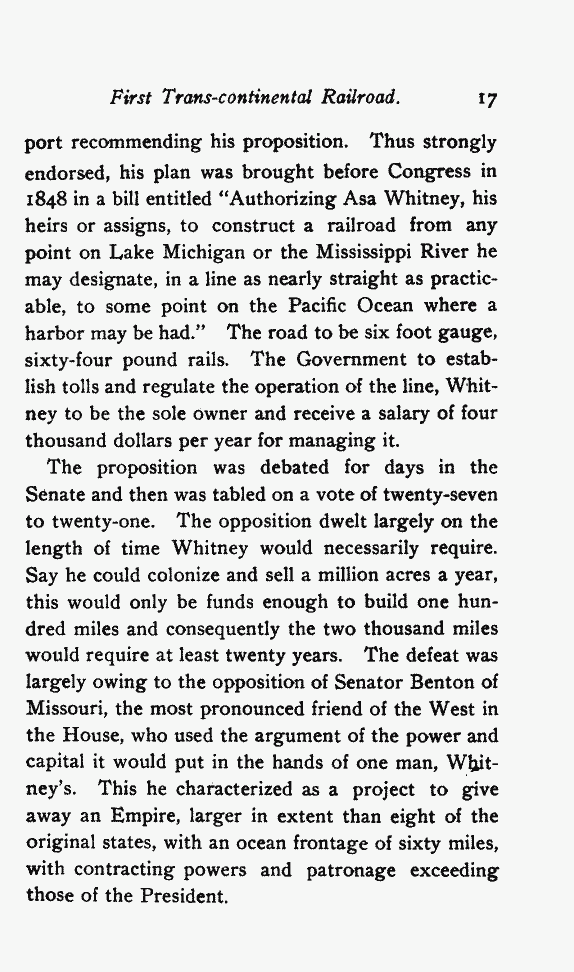 First Trans-continental Railroad. 17
port recommending his proposition. Thus strongly
endorsed, his plan was brought before Congress in
1848 in a bill entitled “Authorizing Asa Whitney, his
heirs or assigns, to construct a railroad from any
point on Lake Michigan or the Mississippi River he
may designate, in a line as nearly straight as practic-
able, to some point on the Pacific Ocean where a
harbor may be had.” The road to be six foot gauge,
sixty-four pound rails. The Government to estab-
lish tolls and regulate the operation of the line, Whit-
ney to be the sole owner and receive a salary of four
thousand dollars per year for managing it.
The proposition was debated for days in the
Senate and then was tabled on a vote of twenty-seven
to twenty-one. The opposition dwelt largely on the
length of time Whitney would necessarily require.
Say he could colonize and sell a million acres a year,
this would only be funds enough to build one hun-
dred miles and consequently the two thousand miles
would require at least twenty years. The defeat was
largely owing to the opposition of Senator Benton of
Missouri, the most pronounced friend of the West in
the House, who used the argument of the power and
capital it would put in the hands of one man, Whit-
ney's. This he characterized as a project to give
away an Empire, larger in extent than eight of the
original states, with an ocean frontage of sixty miles,
with contracting powers and patronage exceeding
those of the President.